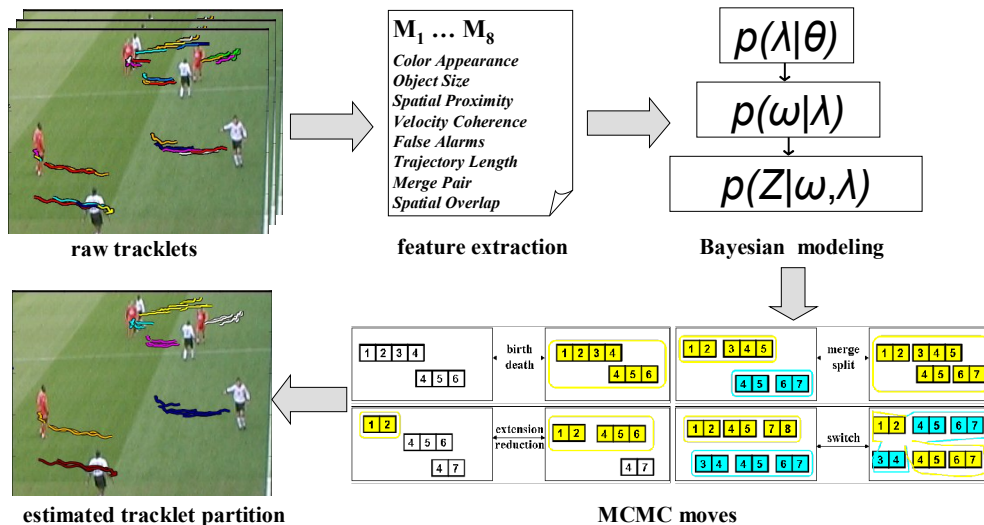 M₁ ... M₈
Color Appearance
Object Size
Spatial Proximity
Velocity Coherence
False Alarms
Trajectory Length
Merge Pair
Spatial Overlap
p(λ|θ)
p(ω|λ)
p(Z|ω,λ)
raw tracklets
feature extraction
Bayesian modeling
1 2 3 4
4 5 6
birth
death
1 2 3 4
4 5 6
1 2 3 4 5
4 5 6 7
merge
split
1 2 3 4 5
4 5 6 7
1 2
4 5 6
4 7
extension
reduction
1 2 4 5 6
4 7
1 2 4 5 7 8
3 4 4 5 6 7
switch
1 2 4 5 6 7
3 4 4 5 6 7
estimated tracklet partition
MCMC moves